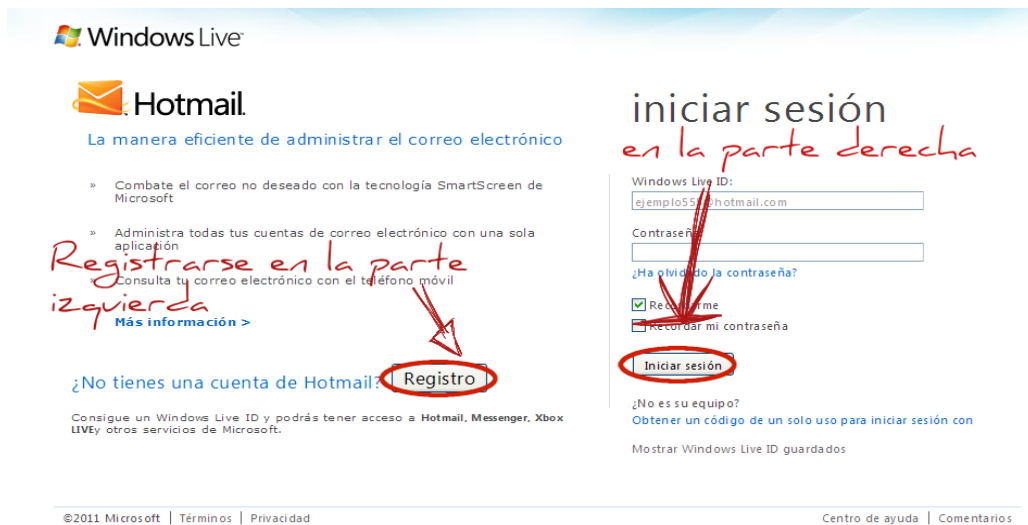 Windows Live
Hotmail
La manera eficiente de administrar el correo electrónico
» Combate el correo no deseado con la tecnología SmartScreen de
Microsoft
» Administra todas tus cuentas de correo electrónico con una sola
aplicación
» Consulta tu correo electrónico con el teléfono móvil
Más información >
Registrarse en la parte
izquierda
¿No tienes una cuenta de Hotmail? Registro
Consigue un Windows Live ID y podrás tener acceso a Hotmail, Messenger, Xbox
LIVEy otros servicios de Microsoft.
iniciar sesión
en la parte derecha
Windows Live ID:
ejemplo555@hotmail.com
Contraseña:
¿Ha olvidado la contraseña?
Recordarme
Recordar mi contraseña
Iniciar sesión
¿No es su equipo?
Obtener un código de un solo uso para iniciar sesión con
Mostrar Windows Live ID guardados
©2011 Microsoft | Términos | Privacidad
Centro de ayuda | Comentarios